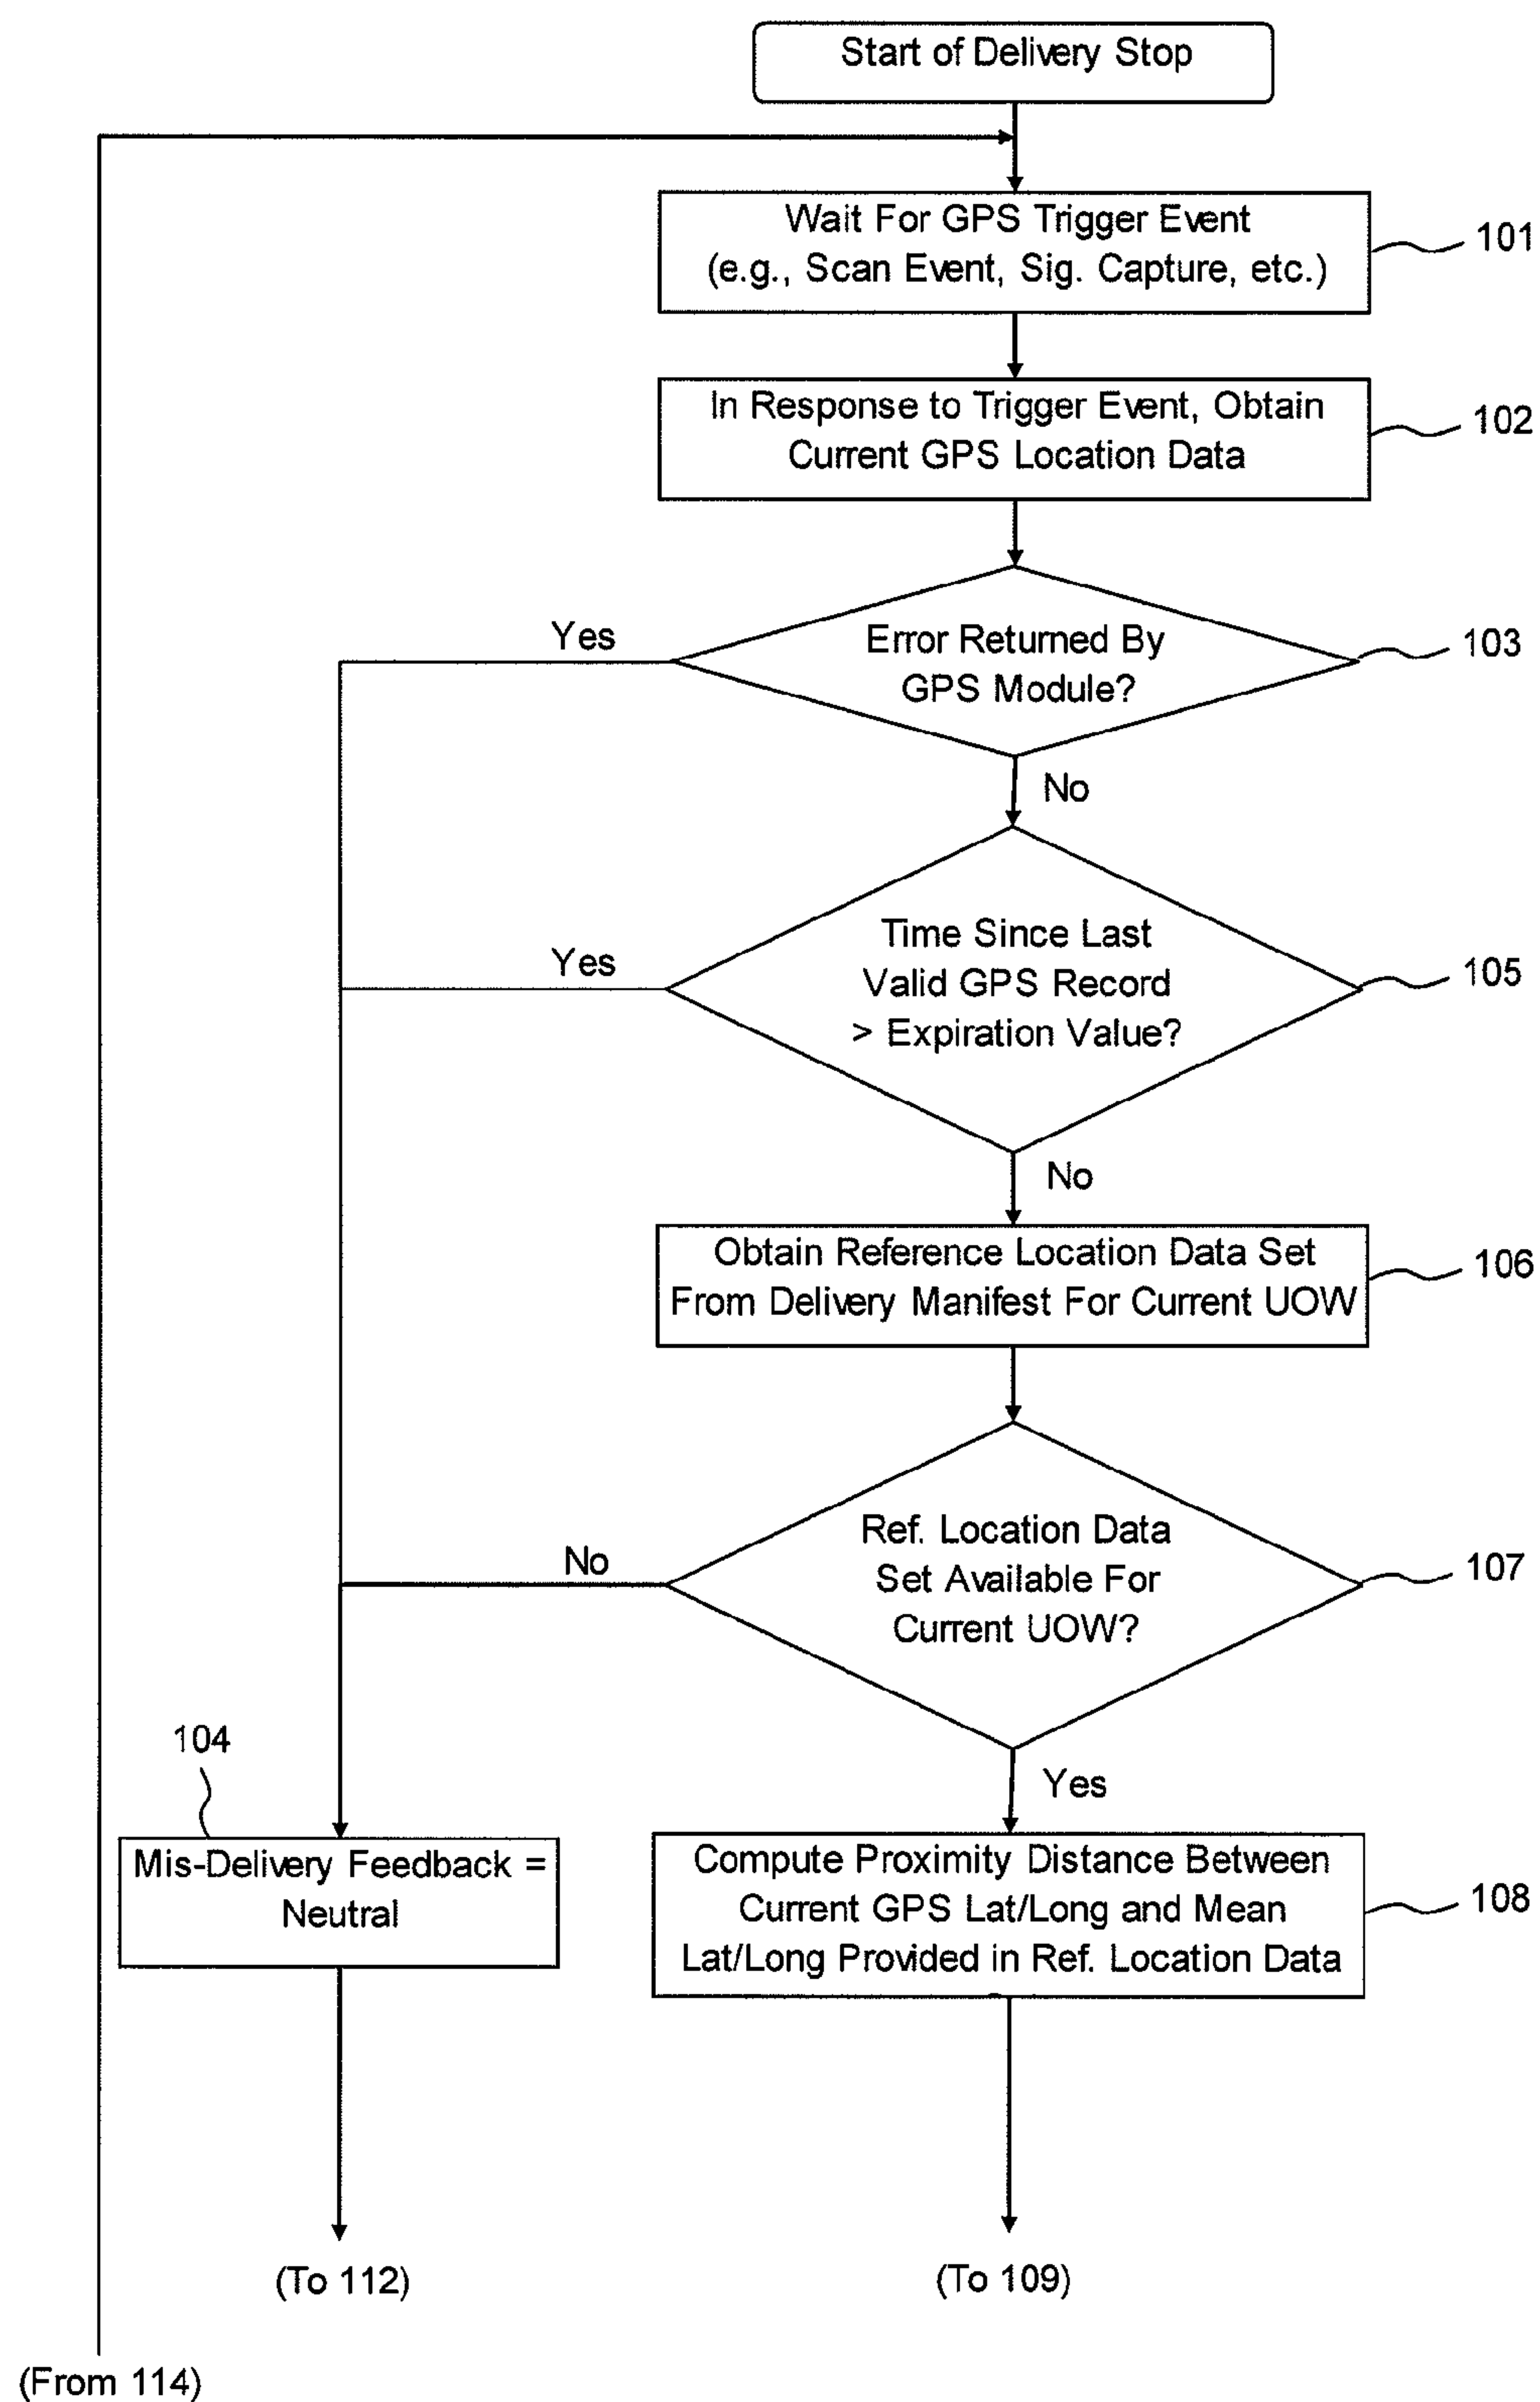 Start of Delivery Stop
Wait For GPS Trigger Event
(e.g., Scan Event, Sig. Capture, etc.)
101
In Response to Trigger Event, Obtain
Current GPS Location Data
102
Yes
Error Returned By
GPS Module?
103
No
Yes
Time Since Last
Valid GPS Record
> Expiration Value?
105
No
Obtain Reference Location Data Set
From Delivery Manifest For Current UOW
106
No
Ref. Location Data
Set Available For
Current UOW?
107
Yes
104
Mis-Delivery Feedback =
Neutral
Compute Proximity Distance Between
Current GPS Lat/Long and Mean
Lat/Long Provided in Ref. Location Data
108
(To 112)
(To 109)
(From 114)